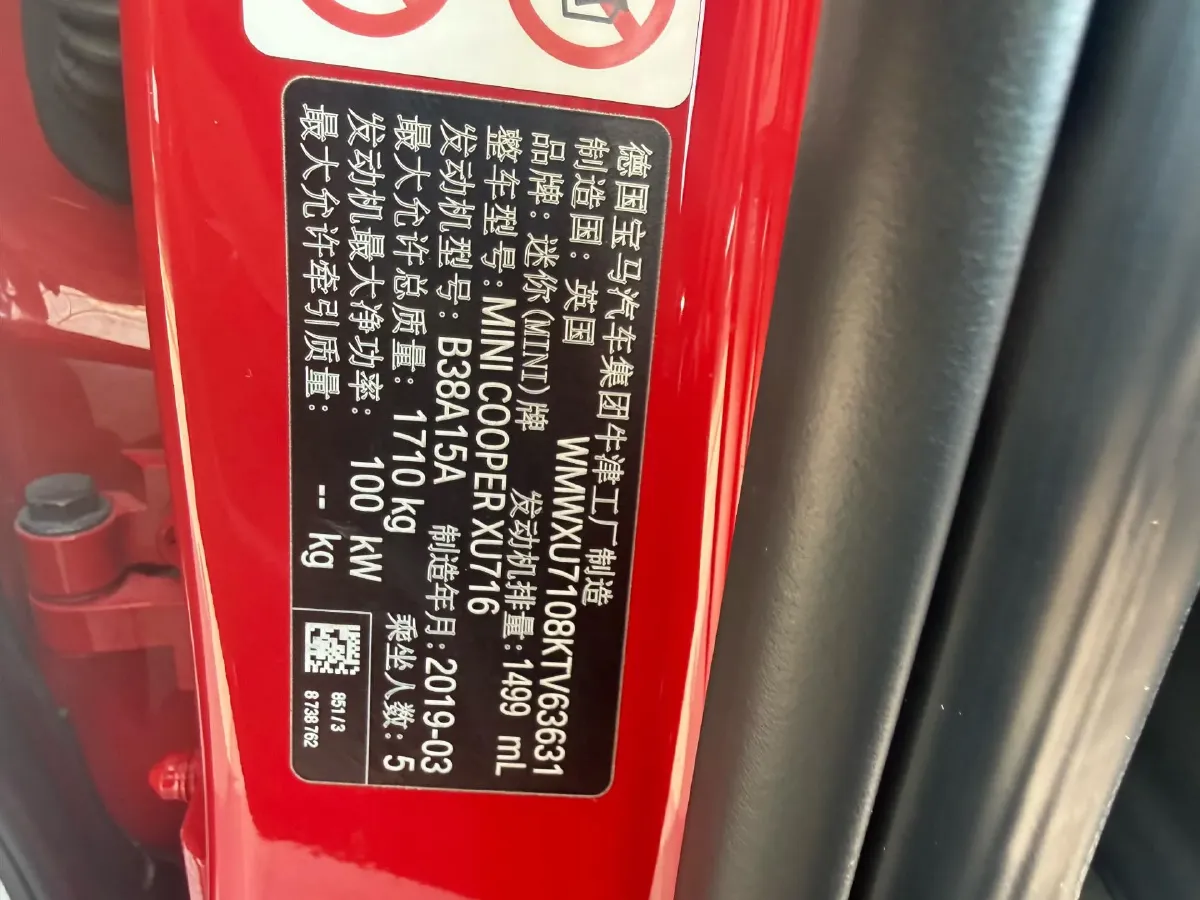 德国宝马汽车集团牛津工厂制造
制造国：英国 WMWXU7108KTV63631
品牌：迷你(MINI)牌 发动机排量：1499 mL
整车型号：MINI COOPER XU716
发动机型号：B38A15A 制造年月：2019-03
最大允许总质量：1710 kg 乘坐人数：5
发动机最大净功率：100 kW
最大允许牵引质量：-- kg
851/3
8 738 762